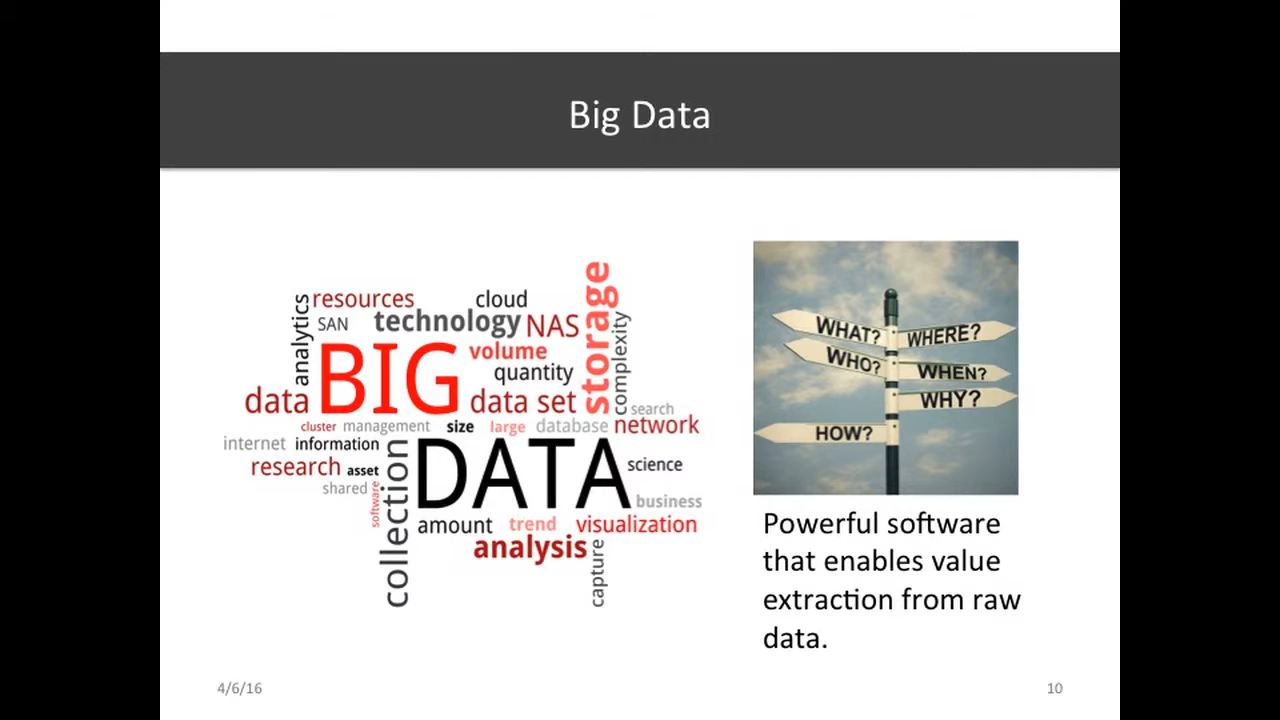 Big Data
storage
resources
cloud
analytics
SAN
technology
NAS
complexity
BIG
volume
quantity
data
data set
search
cluster
management
size
large
database
network
internet
information
collection
DATA
research
asset
science
shared
software
business
amount
trend
visualization
analysis
capture
WHAT?
WHERE?
WHO?
WHEN?
WHY?
HOW?
Powerful software
that enables value
extraction from raw
data.
4/6/16
10